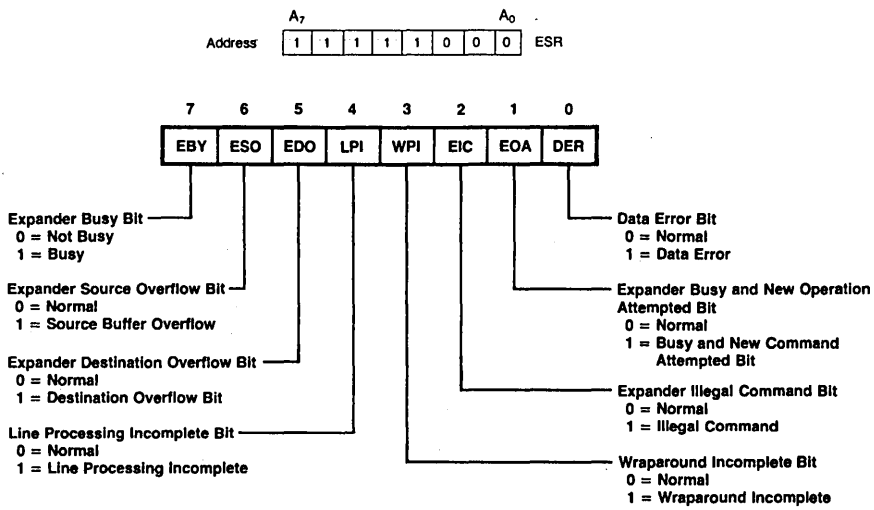 A7 A0
Address 1 1 1 1 1 0 0 0 ESR
7 6 5 4 3 2 1 0
EBY ESO EDO LPI WPI EIC EOA DER
Expander Busy Bit
0 = Not Busy
1 = Busy
Expander Source Overflow Bit
0 = Normal
1 = Source Buffer Overflow
Expander Destination Overflow Bit
0 = Normal
1 = Destination Overflow Bit
Line Processing Incomplete Bit
0 = Normal
1 = Line Processing Incomplete
Data Error Bit
0 = Normal
1 = Data Error
Expander Busy and New Operation
Attempted Bit
0 = Normal
1 = Busy and New Command
Attempted Bit
Expander Illegal Command Bit
0 = Normal
1 = Illegal Command
Wraparound Incomplete Bit
0 = Normal
1 = Wraparound Incomplete